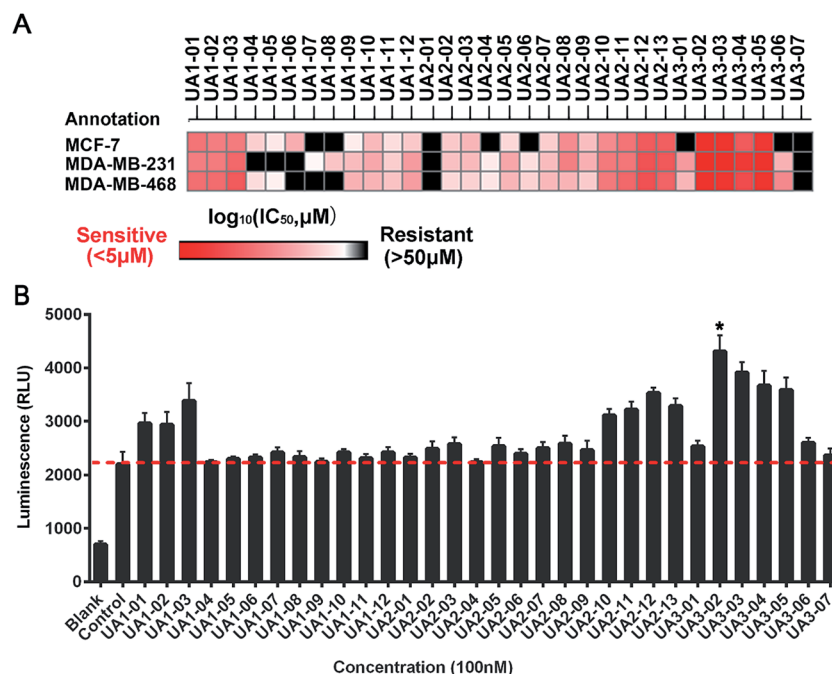 A
UA1-01 UA1-02 UA1-03 UA1-04 UA1-05 UA1-06 UA1-07 UA1-08 UA1-09 UA1-10 UA1-11 UA1-12 UA2-01 UA2-02 UA2-03 UA2-04 UA2-05 UA2-06 UA2-07 UA2-08 UA2-09 UA2-10 UA2-11 UA2-12 UA2-13 UA3-01 UA3-02 UA3-03 UA3-04 UA3-05 UA3-06 UA3-07
Annotation
MCF-7
MDA-MB-231
MDA-MB-468
log₁₀(IC₅₀,μM)
Sensitive
(<5μM)
Resistant
(>50μM)
B
Luminescence (RLU)
5000
4000
3000
2000
1000
0
*
Blank Control UA1-01 UA1-02 UA1-03 UA1-04 UA1-05 UA1-06 UA1-07 UA1-08 UA1-09 UA1-10 UA1-11 UA1-12 UA2-01 UA2-02 UA2-03 UA2-04 UA2-05 UA2-06 UA2-07 UA2-08 UA2-09 UA2-10 UA2-11 UA2-12 UA2-13 UA3-01 UA3-02 UA3-03 UA3-04 UA3-05 UA3-06 UA3-07
Concentration (100nM)